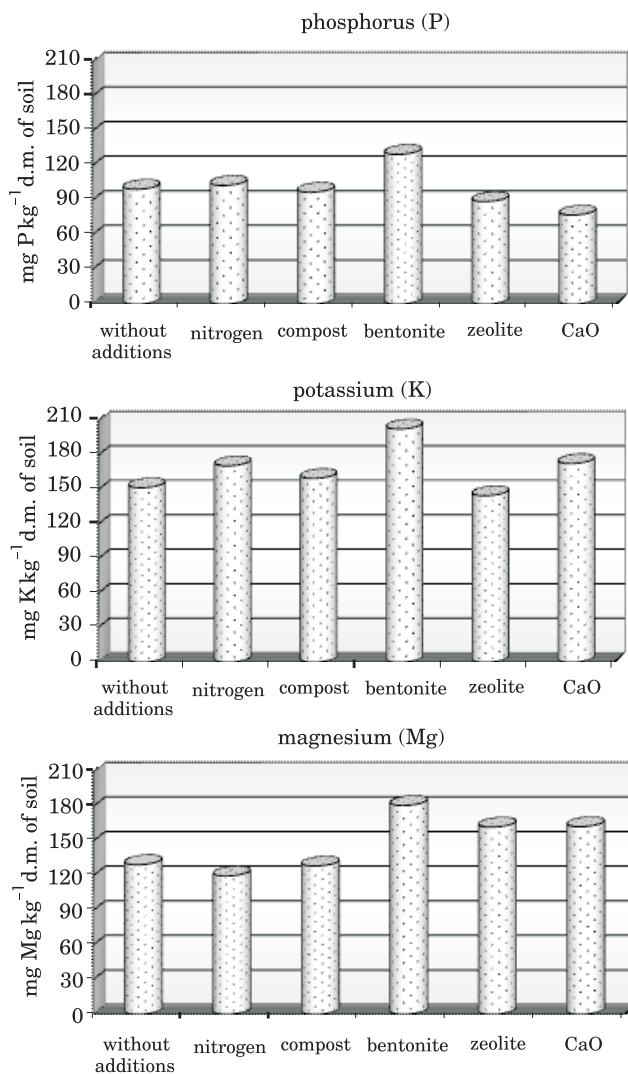 phosphorus (P)
mg P kg⁻¹ d.m. of soil
210
180
150
120
90
60
30
0
without additions
nitrogen
compost
bentonite
zeolite
CaO
potassium (K)
mg K kg⁻¹ d.m. of soil
210
180
150
120
90
60
30
0
without additions
nitrogen
compost
bentonite
zeolite
CaO
magnesium (Mg)
mg Mg kg⁻¹ d.m. of soil
210
180
150
120
90
60
30
0
without additions
nitrogen
compost
bentonite
zeolite
CaO